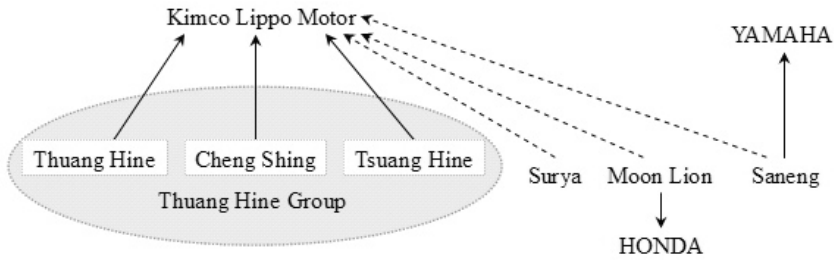 Kimco Lippo Motor
YAMAHA
Thuang Hine
Cheng Shing
Tsuang Hine
Surya
Moon Lion
Saneng
Thuang Hine Group
HONDA